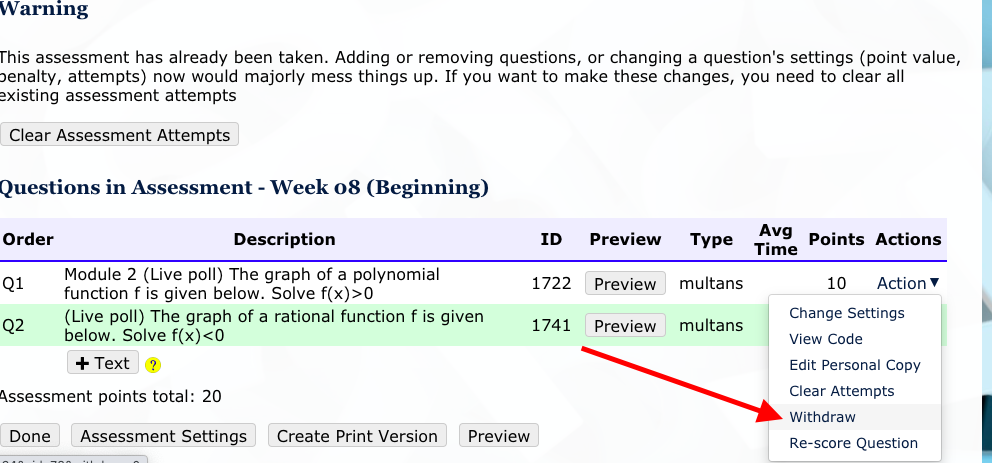 Warning
This assessment has already been taken. Adding or removing questions, or changing a question's settings (point value,
penalty, attempts) now would majorly mess things up. If you want to make these changes, you need to clear all
existing assessment attempts
Clear Assessment Attempts
Questions in Assessment - Week 08 (Beginning)
Order Description ID Preview Type Avg Time Points Actions
Q1 Module 2 (Live poll) The graph of a polynomial
function f is given below. Solve f(x)>0 1722 Preview multans 10 Action▼
Q2 (Live poll) The graph of a rational function f is given
below. Solve f(x)<0 1741 Preview multans
Change Settings
View Code
Edit Personal Copy
Clear Attempts
Withdraw
Re-score Question
+ Text ?
Assessment points total: 20
Done Assessment Settings Create Print Version Preview